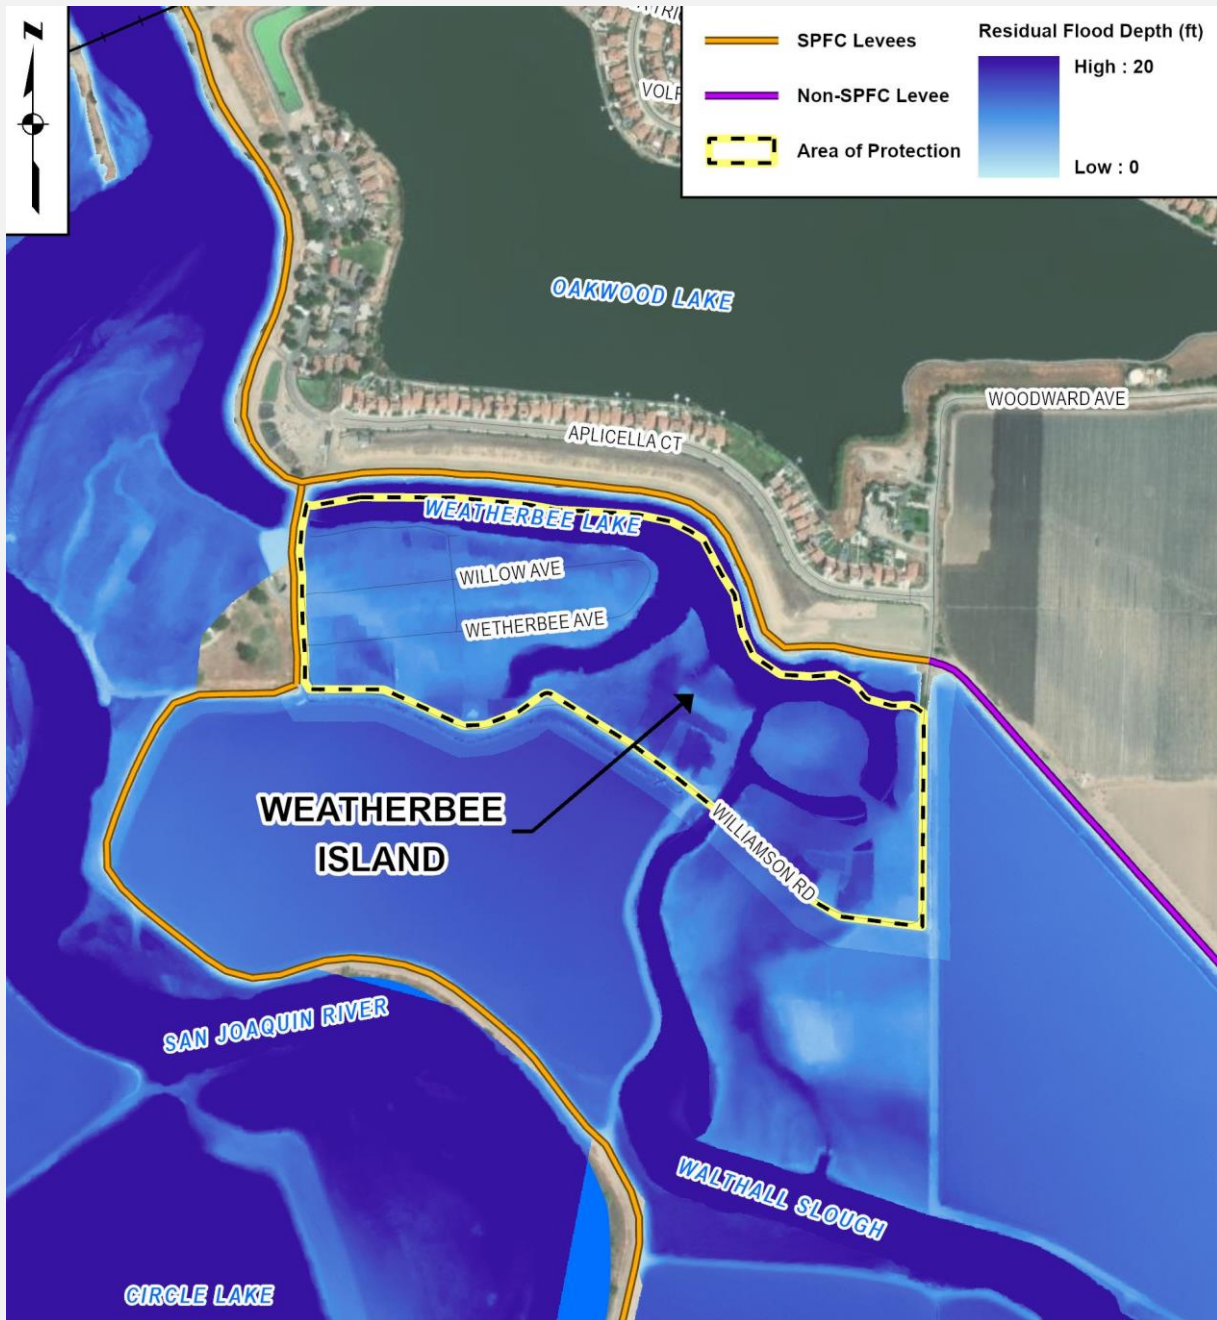 N
SPFC Levees
Non-SPFC Levee
Area of Protection
Residual Flood Depth (ft)
High : 20
Low : 0
OAKWOOD LAKE
WOODWARD AVE
APLICELLA CT
WEATHERBEE LAKE
WILLOW AVE
WETHERBEE AVE
WEATHERBEE
ISLAND
WILLIAMSON RD
SAN JOAQUIN RIVER
WALTHALL SLOUGH
CIRCLE LAKE